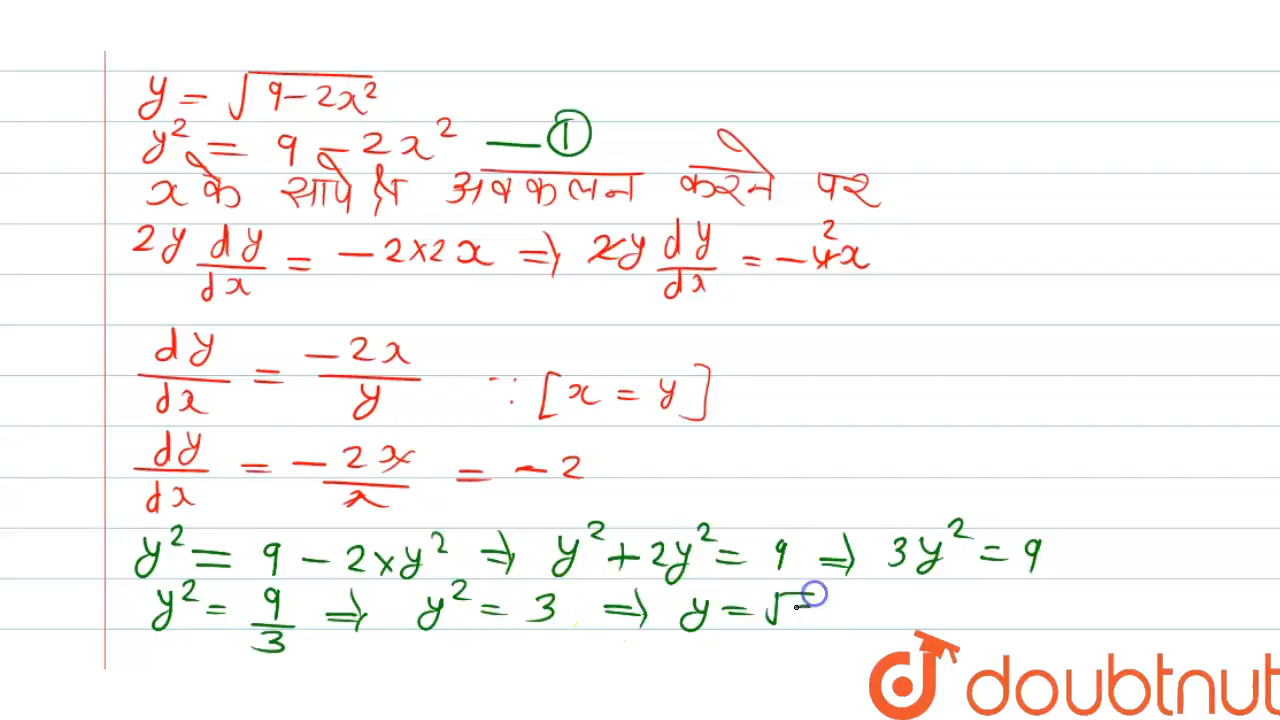 y = √(9-2x²)
y² = 9 - 2x² — ①
x के सापेक्ष अवकलन करने पर
2y dy/dx = -2×2x ⇒ 2y dy/dx = -4x 2
dy/dx = -2x/y ∵ [x = y]
dy/dx = -2x/x = -2
y² = 9 - 2×y² ⇒ y² + 2y² = 9 ⇒ 3y² = 9
y² = 9/3 ⇒ y² = 3 ⇒ y = √
doubtnut